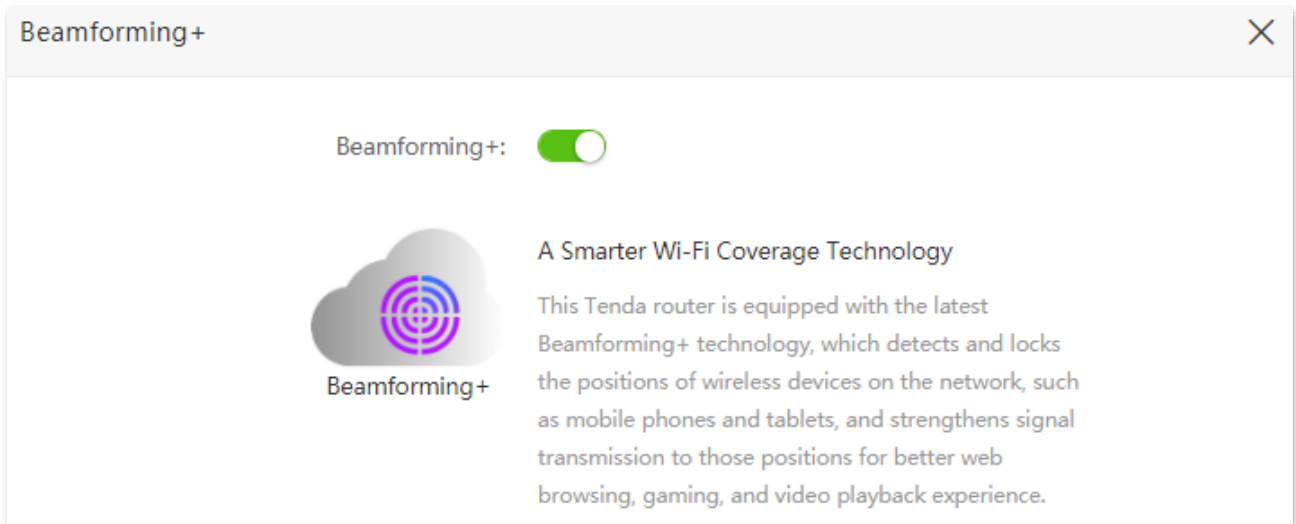 Beamforming+
Beamforming+:
A Smarter Wi-Fi Coverage Technology
This Tenda router is equipped with the latest
Beamforming+ technology, which detects and locks
the positions of wireless devices on the network, such
as mobile phones and tablets, and strengthens signal
transmission to those positions for better web
browsing, gaming, and video playback experience.
Beamforming+